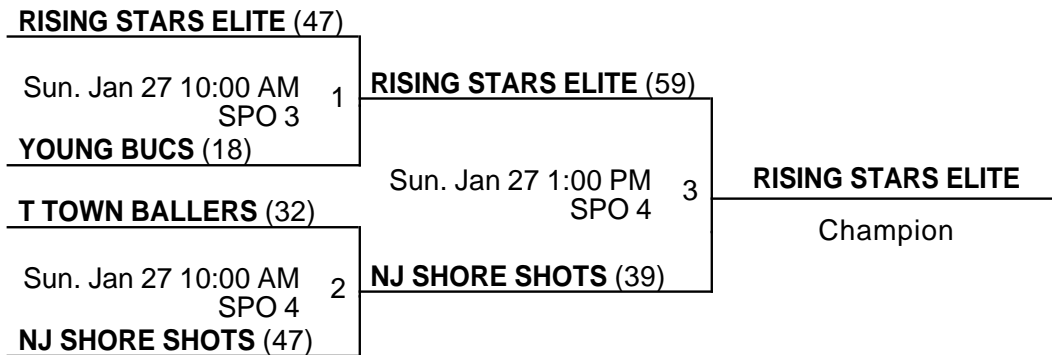 RISING STARS ELITE (47)
Sun. Jan 27 10:00 AM
SPO 3
1
YOUNG BUCS (18)
RISING STARS ELITE (59)
T TOWN BALLERS (32)
Sun. Jan 27 10:00 AM
SPO 4
2
NJ SHORE SHOTS (47)
Sun. Jan 27 1:00 PM
SPO 4
3
NJ SHORE SHOTS (39)
RISING STARS ELITE
Champion